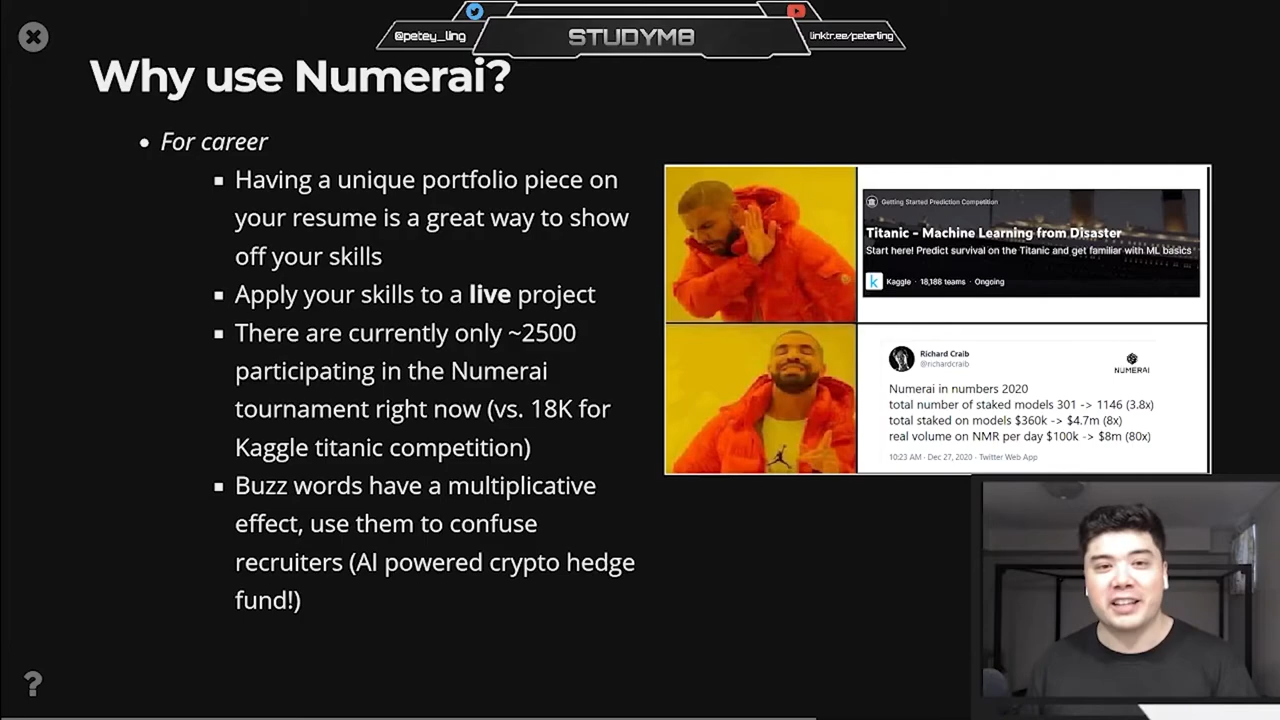 @petey_ling
STUDYM8
linktr.ee/peterling
Why use Numerai?
• For career
▪ Having a unique portfolio piece on
your resume is a great way to show
off your skills
▪ Apply your skills to a live project
▪ There are currently only ~2500
participating in the Numerai
tournament right now (vs. 18K for
Kaggle titanic competition)
▪ Buzz words have a multiplicative
effect, use them to confuse
recruiters (AI powered crypto hedge
fund!)
Getting Started Prediction Competition
Titanic - Machine Learning from Disaster
Start here! Predict survival on the Titanic and get familiar with ML basics
k Kaggle · 18,188 teams · Ongoing
Richard Craib
@richardcraib
NUMERAI
Numerai in numbers 2020
total number of staked models 301 -> 1146 (3.8x)
total staked on models $360k -> $4.7m (8x)
real volume on NMR per day $100k -> $8m (80x)
10:23 AM · Dec 27, 2020 · Twitter Web App
?